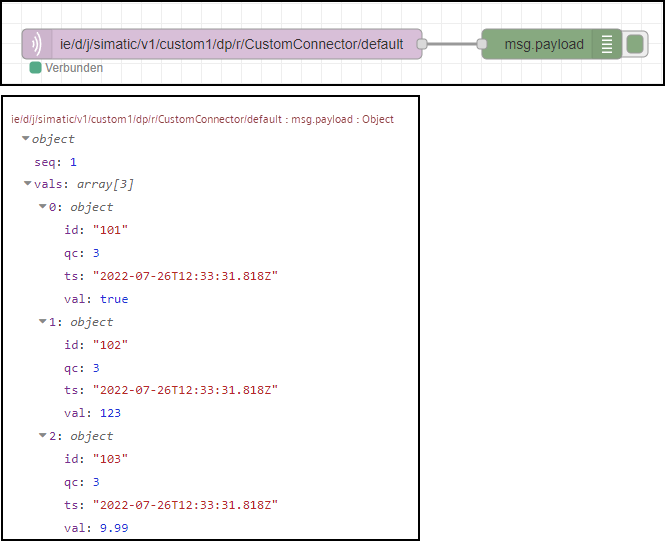 ie/d/j/simatic/v1/custom1/dp/r/CustomConnector/default
msg.payload
Verbunden
ie/d/j/simatic/v1/custom1/dp/r/CustomConnector/default : msg.payload : Object
object
seq: 1
vals: array[3]
0: object
id: "101"
qc: 3
ts: "2022-07-26T12:33:31.818Z"
val: true
1: object
id: "102"
qc: 3
ts: "2022-07-26T12:33:31.818Z"
val: 123
2: object
id: "103"
qc: 3
ts: "2022-07-26T12:33:31.818Z"
val: 9.99